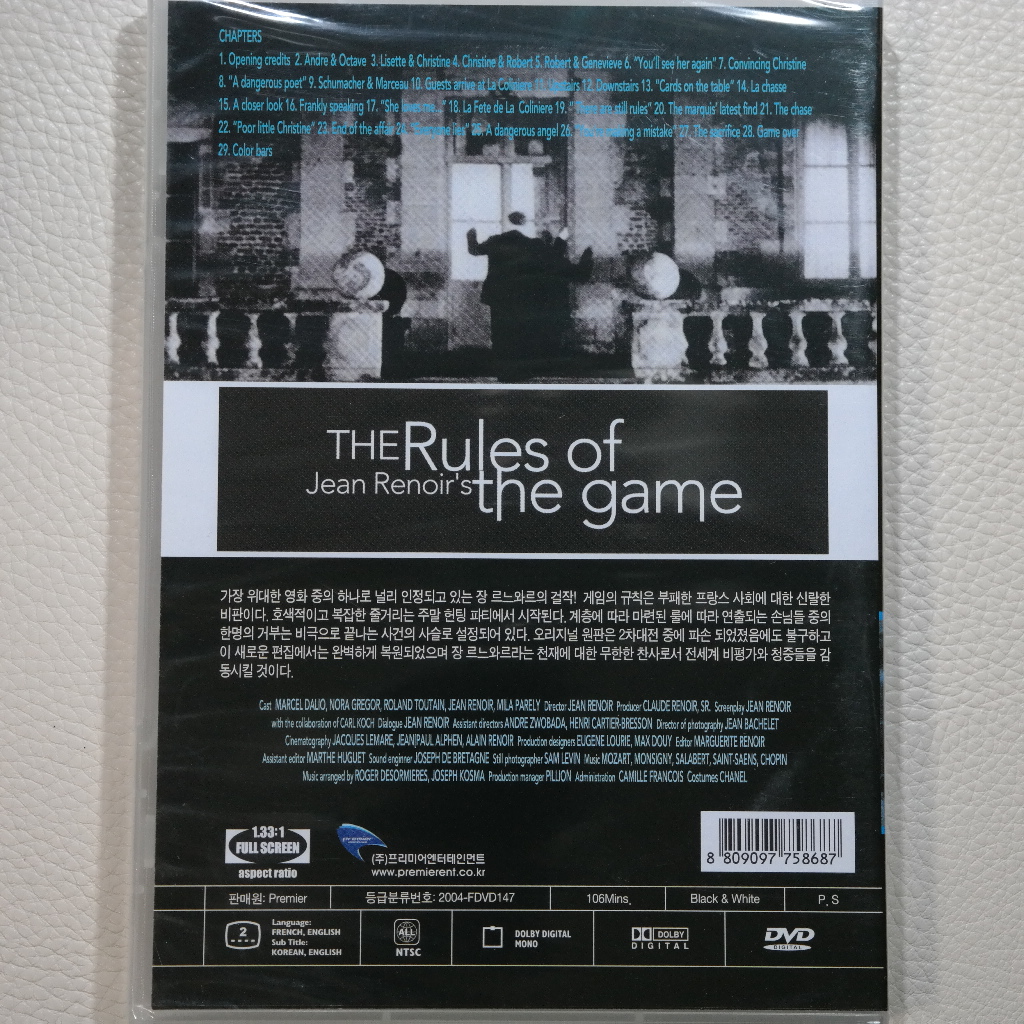 CHAPTERS
1. Opening credits 2. Andre & Octave 3. Lisette & Christine 4. Christine & Robert 5. Robert & Genevieve 6. "You'll see her again" 7. Convincing Christine
8. "A dangerous poet" 9. Schumacher & Marceau 10. Guests arrive at La Coliniere 11. Upstairs 12. Downstairs 13. "Cards on the table" 14. La chasse
15. A closer look 16. Frankly speaking 17. "She loves me..." 18. La Fete de La Coliniere 19. "There are still rules" 20. The marquis' latest find 21. The chase
22. "Poor little Christine" 23. End of the affair 24. "Everyone lies" 25. A dangerous angel 26. "You're making a mistake" 27. The sacrifice 28. Game over
29. Color bars
THE Rules of
Jean Renoir's the game
가장 위대한 영화 중의 하나로 널리 인정되고 있는 장 르느와르의 걸작! 게임의 규칙은 부패한 프랑스 사회에 대한 신랄한
비판이다. 호색적이고 복잡한 줄거리는 주말 헌팅 파티에서 시작된다. 계층에 따라 마련된 룰에 따라 연출되는 손님들 중의
한명의 거부는 비극으로 끝나는 사건의 사슬로 설정되어 있다. 오리지널 원판은 2차대전 중에 파손 되었졌음에도 불구하고
이 새로운 편집에서는 완벽하게 복원되었으며 장 르느와르라는 천재에 대한 무한한 찬사로서 전세계 비평가와 청중들을 감
동시킬 것이다.
Cast MARCEL DALIO, NORA GREGOR, ROLAND TOUTAIN, JEAN RENOIR, MILA PARELY Director JEAN RENOIR Producer CLAUDE RENOIR, SR. Screenplay JEAN RENOIR
with the collaboration of CARL KOCH Dialogue JEAN RENOIR Assistant directors ANDRE ZWOBADA, HENRI CARTIER-BRESSON Director of photography JEAN BACHELET
Cinematography JACQUES LEMARE, JEAN|PAUL ALPHEN, ALAIN RENOIR Production designers EUGENE LOURIE, MAX DOUY Editor MARGUERITE RENOIR
Assistant editor MARTHE HUGUET Sound enginner JOSEPH DE BRETAGNE Still photographer SAM LEVIN Music MOZART, MONSIGNY, SALABERT, SAINT-SAENS, CHOPIN
Music arranged by ROGER DESORMIERES, JOSEPH KOSMA Production manager PILLION Administration CAMILLE FRANCOIS Costumes CHANEL
1.33:1
FULL SCREEN
aspect ratio
premier
(주)프리미어엔터테인먼트
www.premierent.co.kr
8 809097 758687
판매원: Premier 등급분류번호: 2004-FDVD147 106Mins. Black & White P. S
2
Language:
FRENCH, ENGLISH
Sub Title:
KOREAN, ENGLISH
ALL
NTSC
DOLBY DIGITAL
MONO
DOLBY
DIGITAL
DVD
DIGITAL